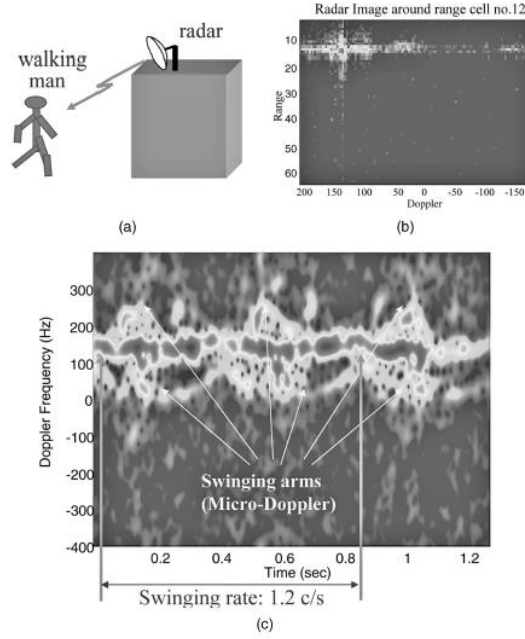 radar
walking
man
(a)
Radar Image around range cell no.12
Range
10
20
30
40
50
60
200 150 100 50 0 -50 -100 -150
Doppler
(b)
Doppler Frequency (Hz)
300
200
100
0
-100
-200
-300
-400
Swinging arms
(Micro-Doppler)
0.2 0.4 0.6 0.8 1 1.2
Time (sec)
Swinging rate: 1.2 c/s
(c)